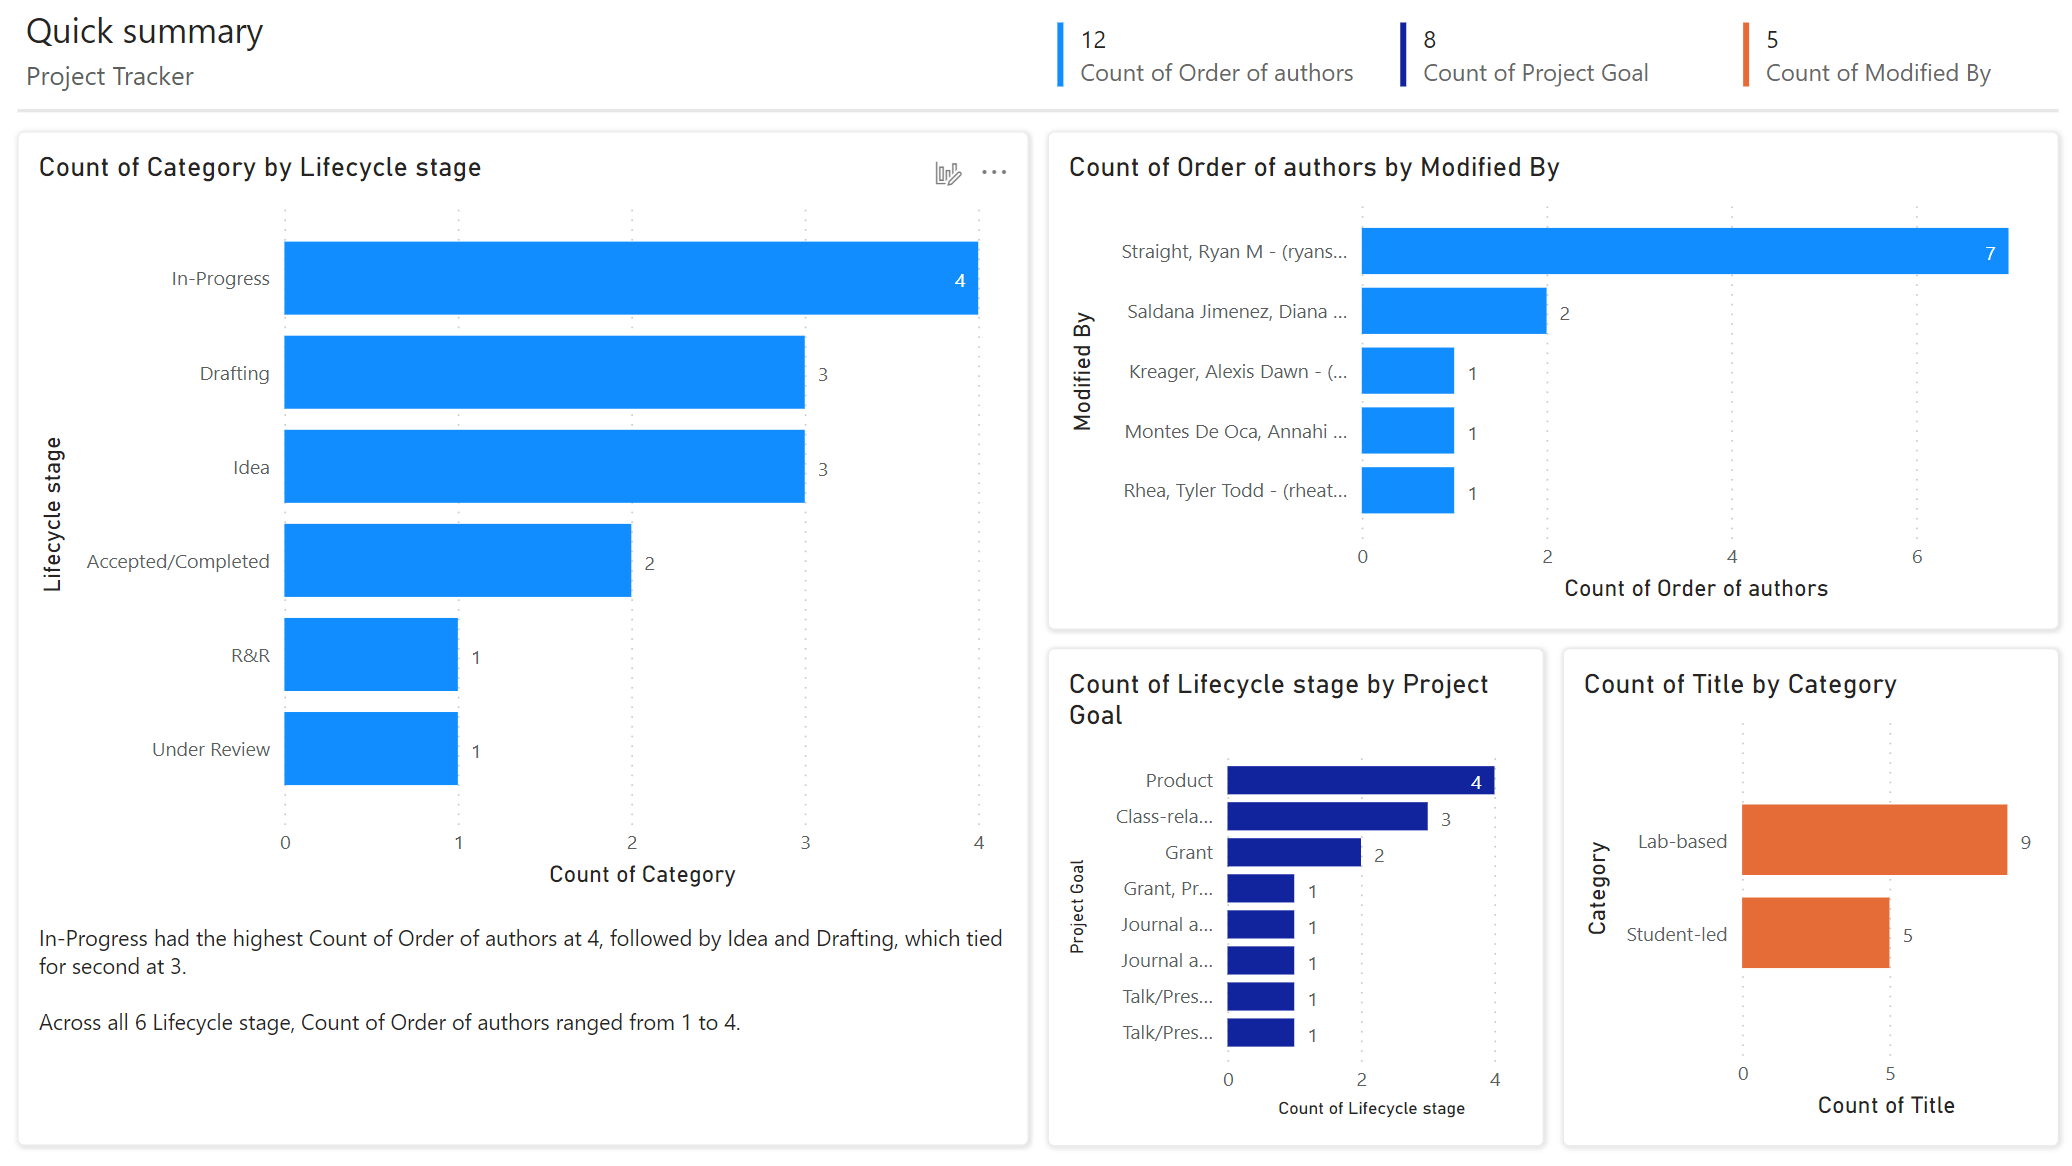 Quick summary
Project Tracker
12
Count of Order of authors
8
Count of Project Goal
5
Count of Modified By
Count of Category by Lifecycle stage
Lifecycle stage
In-Progress
4
Drafting
3
Idea
3
Accepted/Completed
2
R&R
1
Under Review
1
0 1 2 3 4
Count of Category
In-Progress had the highest Count of Order of authors at 4, followed by Idea and Drafting, which tied
for second at 3.
Across all 6 Lifecycle stage, Count of Order of authors ranged from 1 to 4.
Count of Order of authors by Modified By
Modified By
Straight, Ryan M - (ryans...
7
Saldana Jimenez, Diana ...
2
Kreager, Alexis Dawn - (...
1
Montes De Oca, Annahi ...
1
Rhea, Tyler Todd - (rheat...
1
0 2 4 6
Count of Order of authors
Count of Lifecycle stage by Project
Goal
Project Goal
Product
4
Class-rela...
3
Grant
2
Grant, Pr...
1
Journal a...
1
Journal a...
1
Talk/Pres...
1
Talk/Pres...
1
0 2 4
Count of Lifecycle stage
Count of Title by Category
Category
Lab-based
9
Student-led
5
0 5
Count of Title